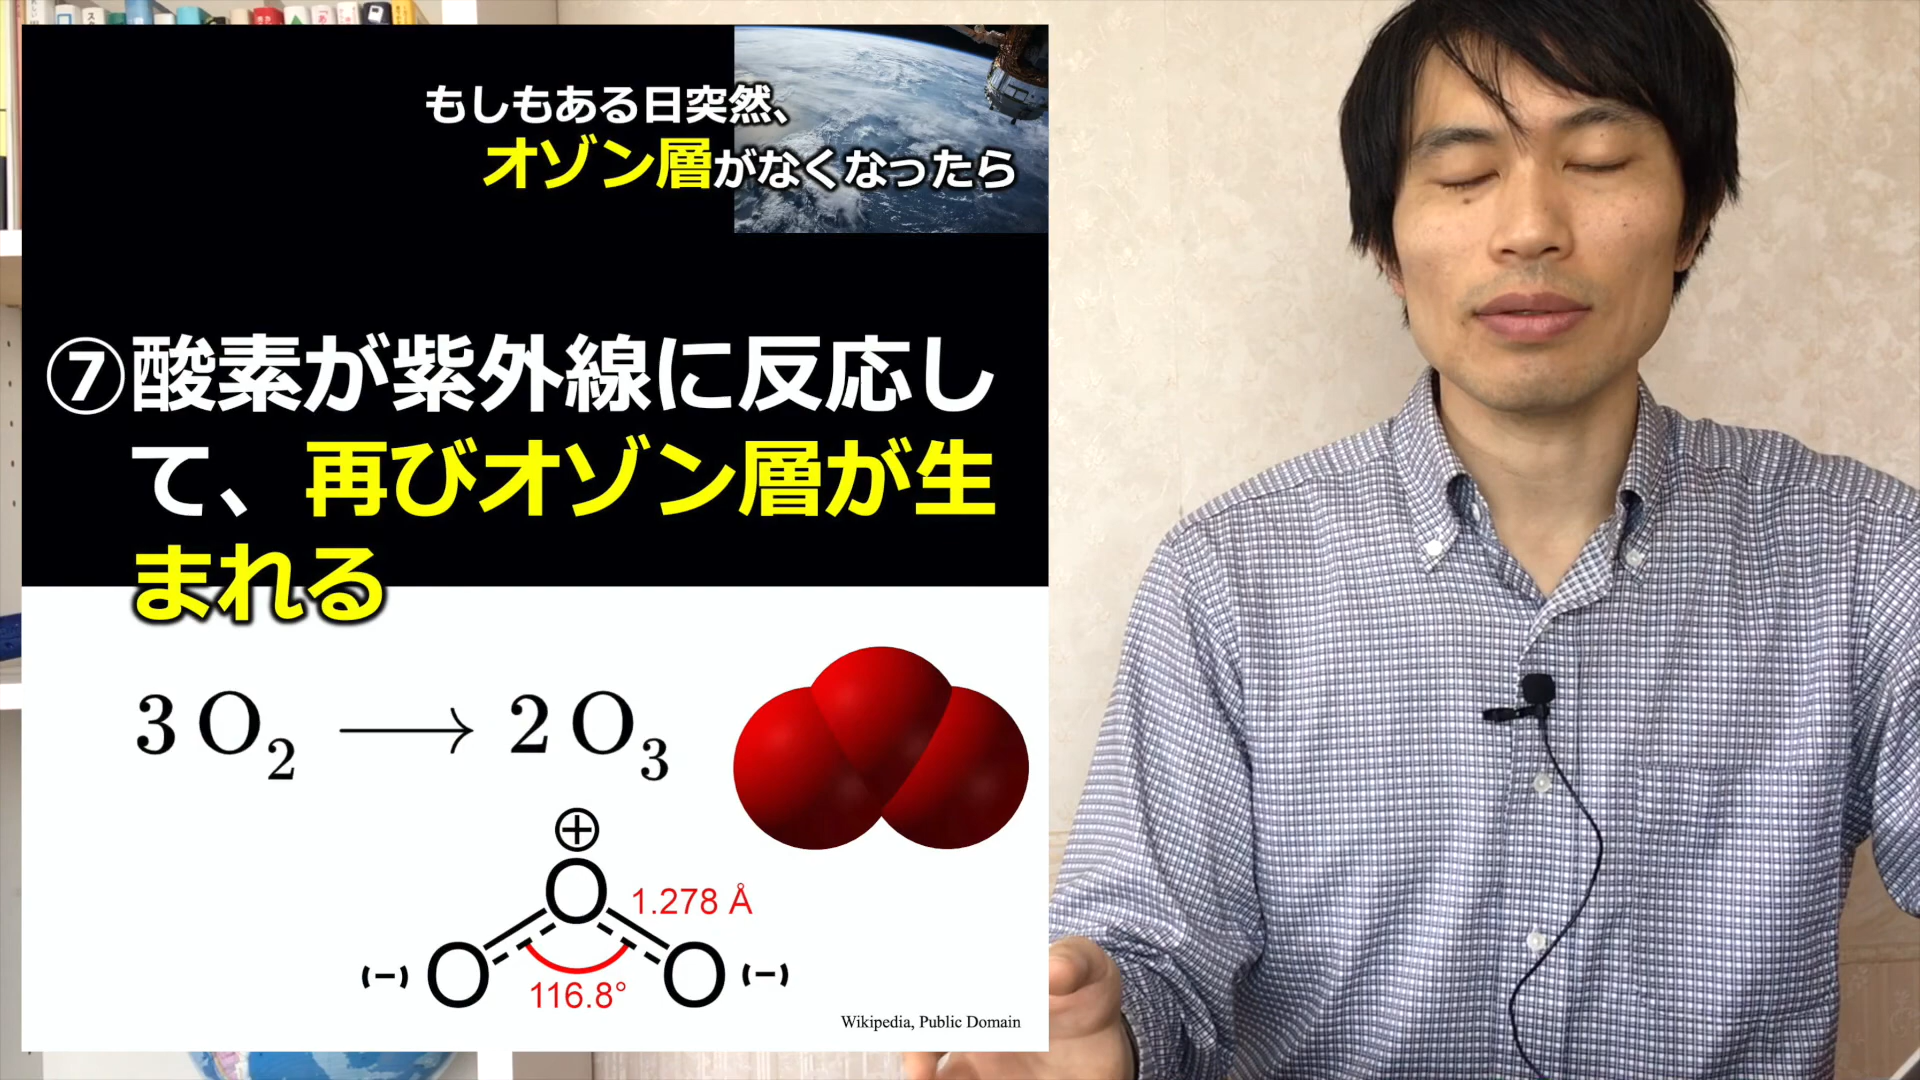 もしもある日突然、
オゾン層がなくなったら
⑦酸素が紫外線に反応し
て、再びオゾン層が生
まれる
3 O2 ⟶ 2 O3
⊕
O
1.278 Å
(−) O O (−)
116.8°
Wikipedia, Public Domain